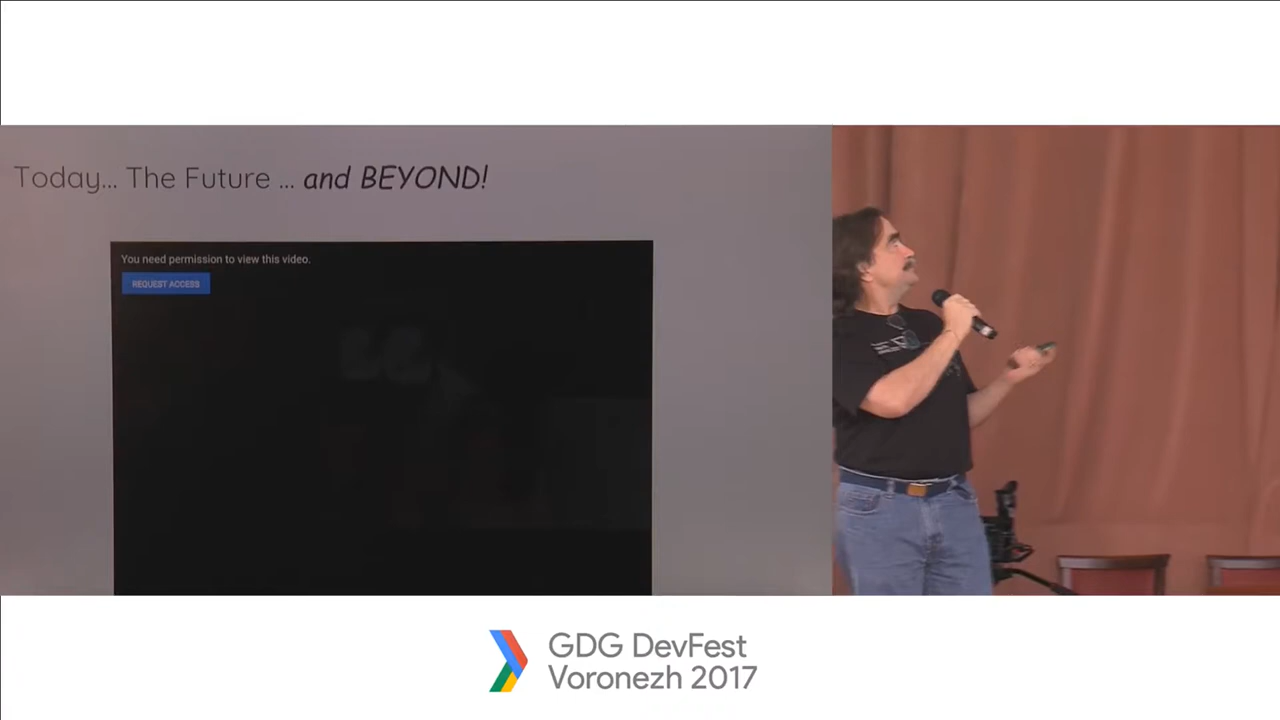 Today... The Future ... and BEYOND!
You need permission to view this video.
REQUEST ACCESS
GDG DevFest
Voronezh 2017